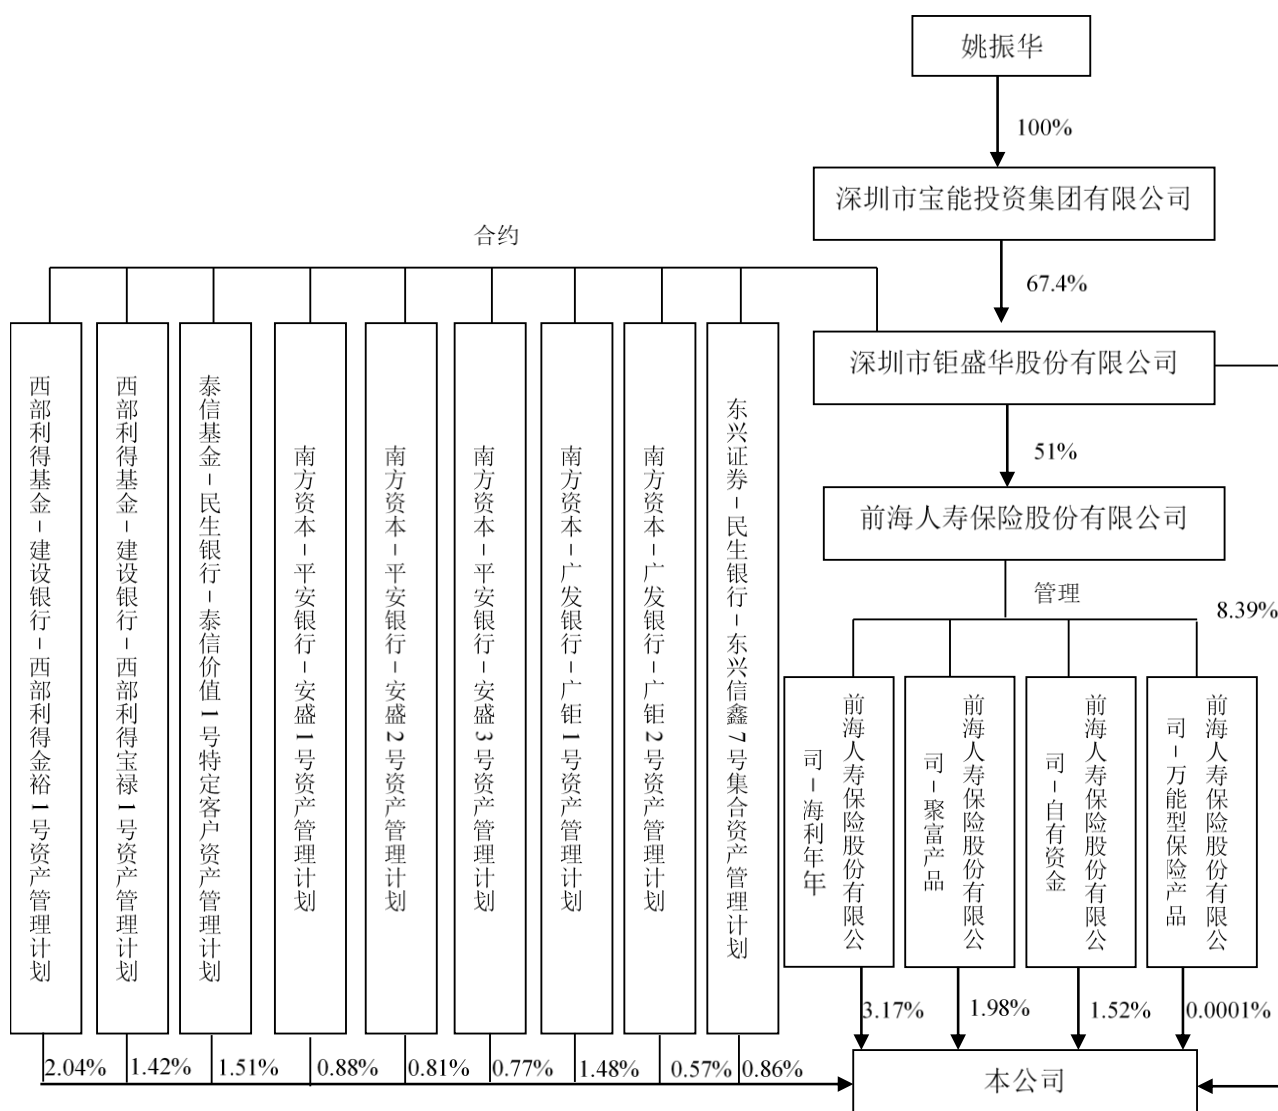 姚振华
100%
深圳市宝能投资集团有限公司
合约
67.4%
深圳市钜盛华股份有限公司
51%
前海人寿保险股份有限公司
管理
8.39%
西部利得基金－建设银行－西部利得金裕1号资产管理计划
西部利得基金－建设银行－西部利得宝禄1号资产管理计划
泰信基金－民生银行－泰信价值1号特定客户资产管理计划
南方资本－平安银行－安盛1号资产管理计划
南方资本－平安银行－安盛2号资产管理计划
南方资本－平安银行－安盛3号资产管理计划
南方资本－广发银行－广钜1号资产管理计划
南方资本－广发银行－广钜2号资产管理计划
东兴证券－民生银行－东兴信鑫7号集合资产管理计划
前海人寿保险股份有限公
司－海利年年
前海人寿保险股份有限公
司－聚富产品
前海人寿保险股份有限公
司－自有资金
前海人寿保险股份有限公
司－万能型保险产品
3.17%
1.98%
1.52%
0.0001%
2.04%
1.42%
1.51%
0.88%
0.81%
0.77%
1.48%
0.57%
0.86%
本公司